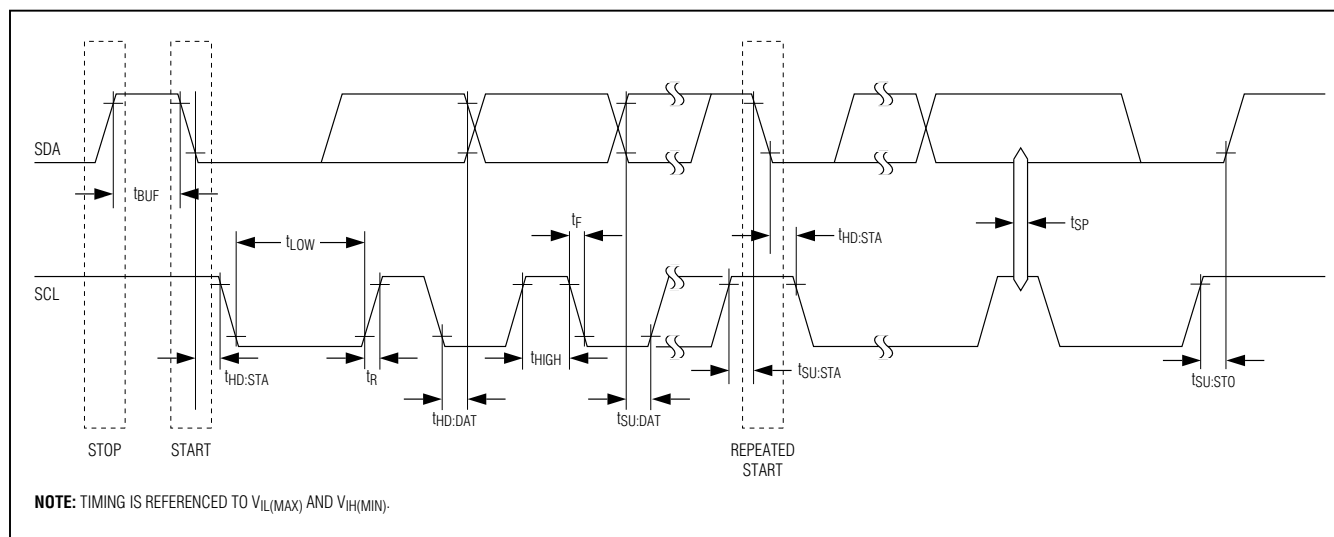 SDA
tBUF
tF
tLOW
tHD:STA
tSP
SCL
tHD:STA
tR
tHIGH
tSU:STA
tSU:STO
tHD:DAT
tSU:DAT
STOP
START
REPEATED
START
NOTE: TIMING IS REFERENCED TO VIL(MAX) AND VIH(MIN).